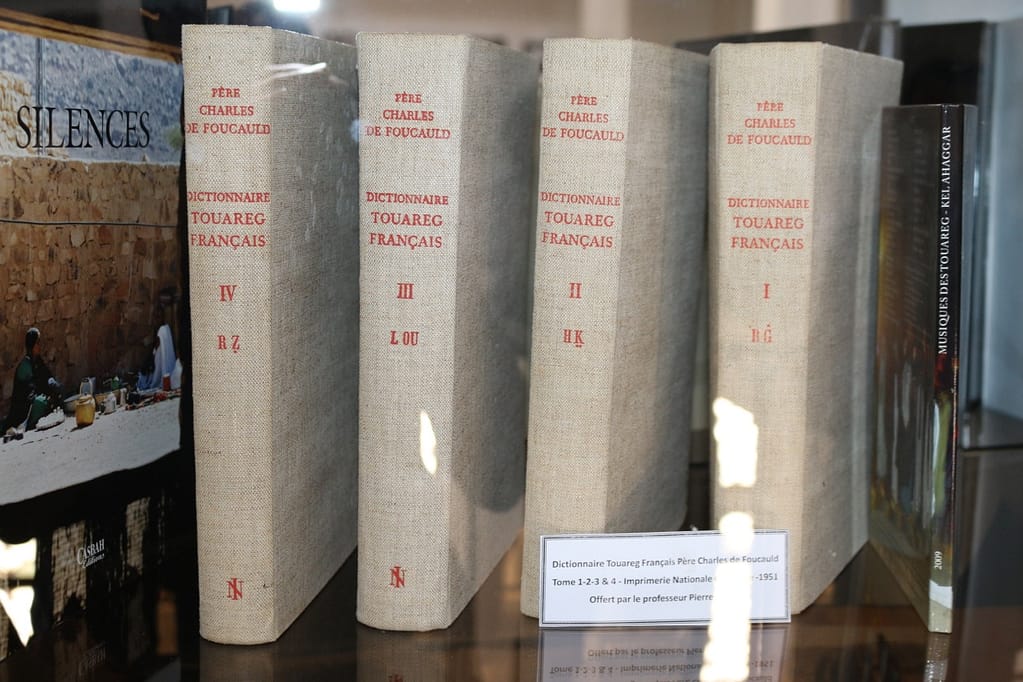 SILENCES
CASBAH
Editions
PÈRE
CHARLES
DE FOUCAULD
DICTIONNAIRE
TOUAREG
FRANÇAIS
IV
R Ẓ
N
PÈRE
CHARLES
DE FOUCAULD
DICTIONNAIRE
TOUAREG
FRANÇAIS
III
L OU
N
PÈRE
CHARLES
DE FOUCAULD
DICTIONNAIRE
TOUAREG
FRANÇAIS
II
PÈRE
CHARLES
DE FOUCAULD
DICTIONNAIRE
TOUAREG
FRANÇAIS
I
MUSIQUES DES TOUAREG - KEL AHAGGAR
2009
Dictionnaire Touareg Français Père Charles de Foucauld
Tome 1-2-3 & 4 - Imprimerie Nationale -1951
Offert par le professeur Pierre